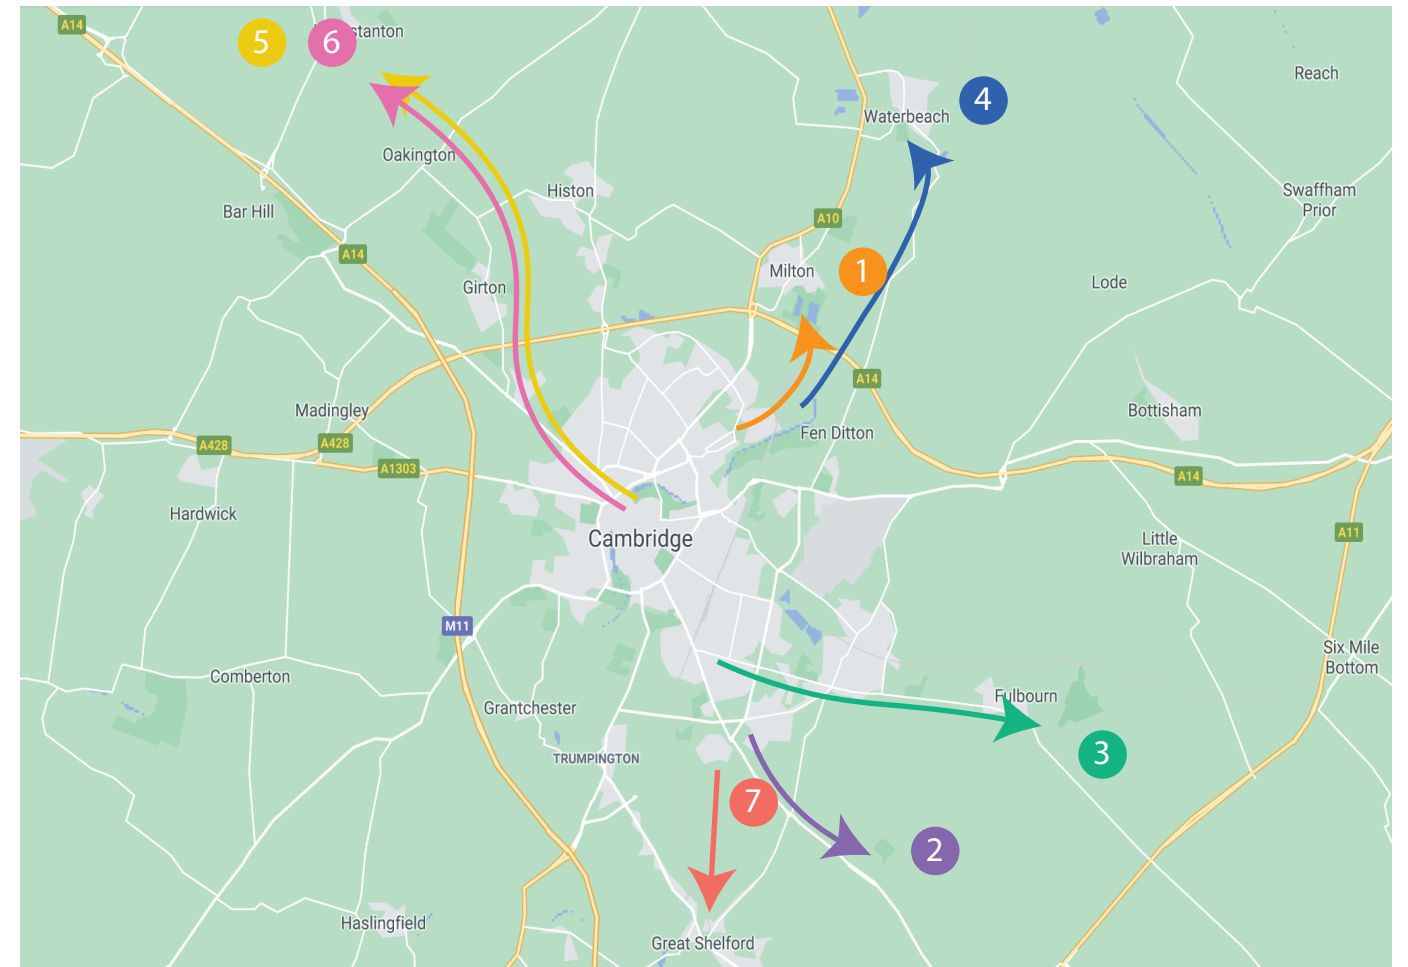 A14
5
6
stanton
Reach
4
Waterbeach
Oakington
Histon
Swaffham
Prior
Bar Hill
A10
A14
Milton
1
Lode
Girton
A14
Madingley
Bottisham
Fen Ditton
A428
A428
A1303
A14
Hardwick
Cambridge
A11
Little
Wilbraham
M11
Six Mile
Bottom
Comberton
Fulbourn
Grantchester
TRUMPINGTON
3
7
2
Haslingfield
Great Shelford